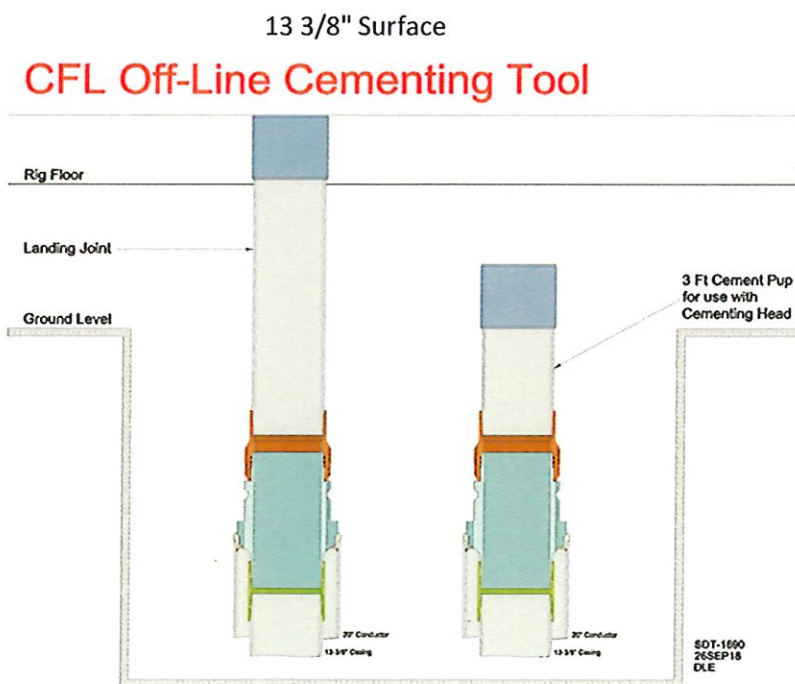 13 3/8" Surface
CFL Off-Line Cementing Tool
Rig Floor
Landing Joint
3 Ft Cement Pup
for use with
Cementing Head
Ground Level
20" Conductor
13-3/8" Casing
20" Conductor
13-3/8" Casing
SDT-1690
26SEP18
DLE